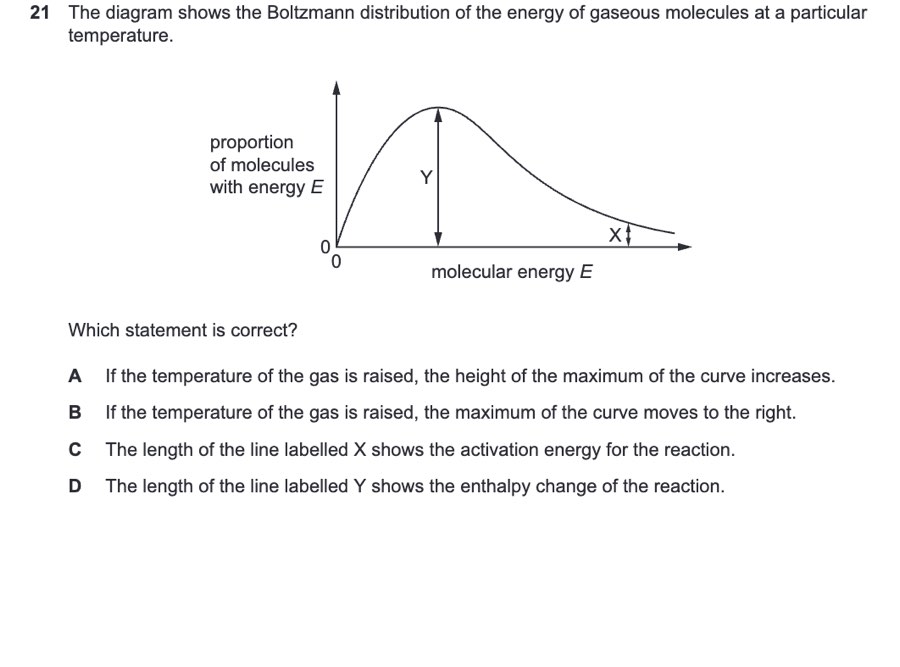 21 The diagram shows the Boltzmann distribution of the energy of gaseous molecules at a particular
temperature.
proportion
of molecules
with energy E
Y
X
0
0
molecular energy E
Which statement is correct?
A If the temperature of the gas is raised, the height of the maximum of the curve increases.
B If the temperature of the gas is raised, the maximum of the curve moves to the right.
C The length of the line labelled X shows the activation energy for the reaction.
D The length of the line labelled Y shows the enthalpy change of the reaction.